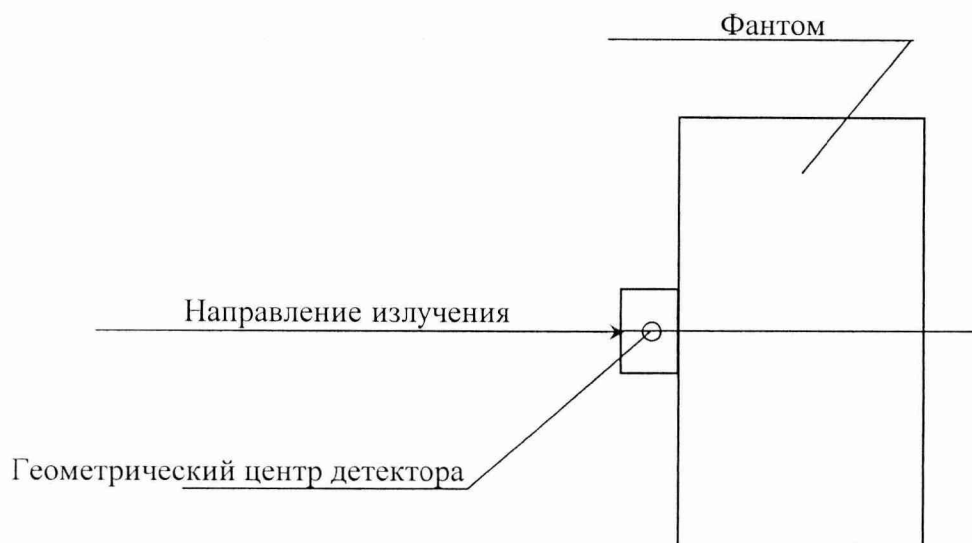 Фантом
Направление излучения
Геометрический центр детектора